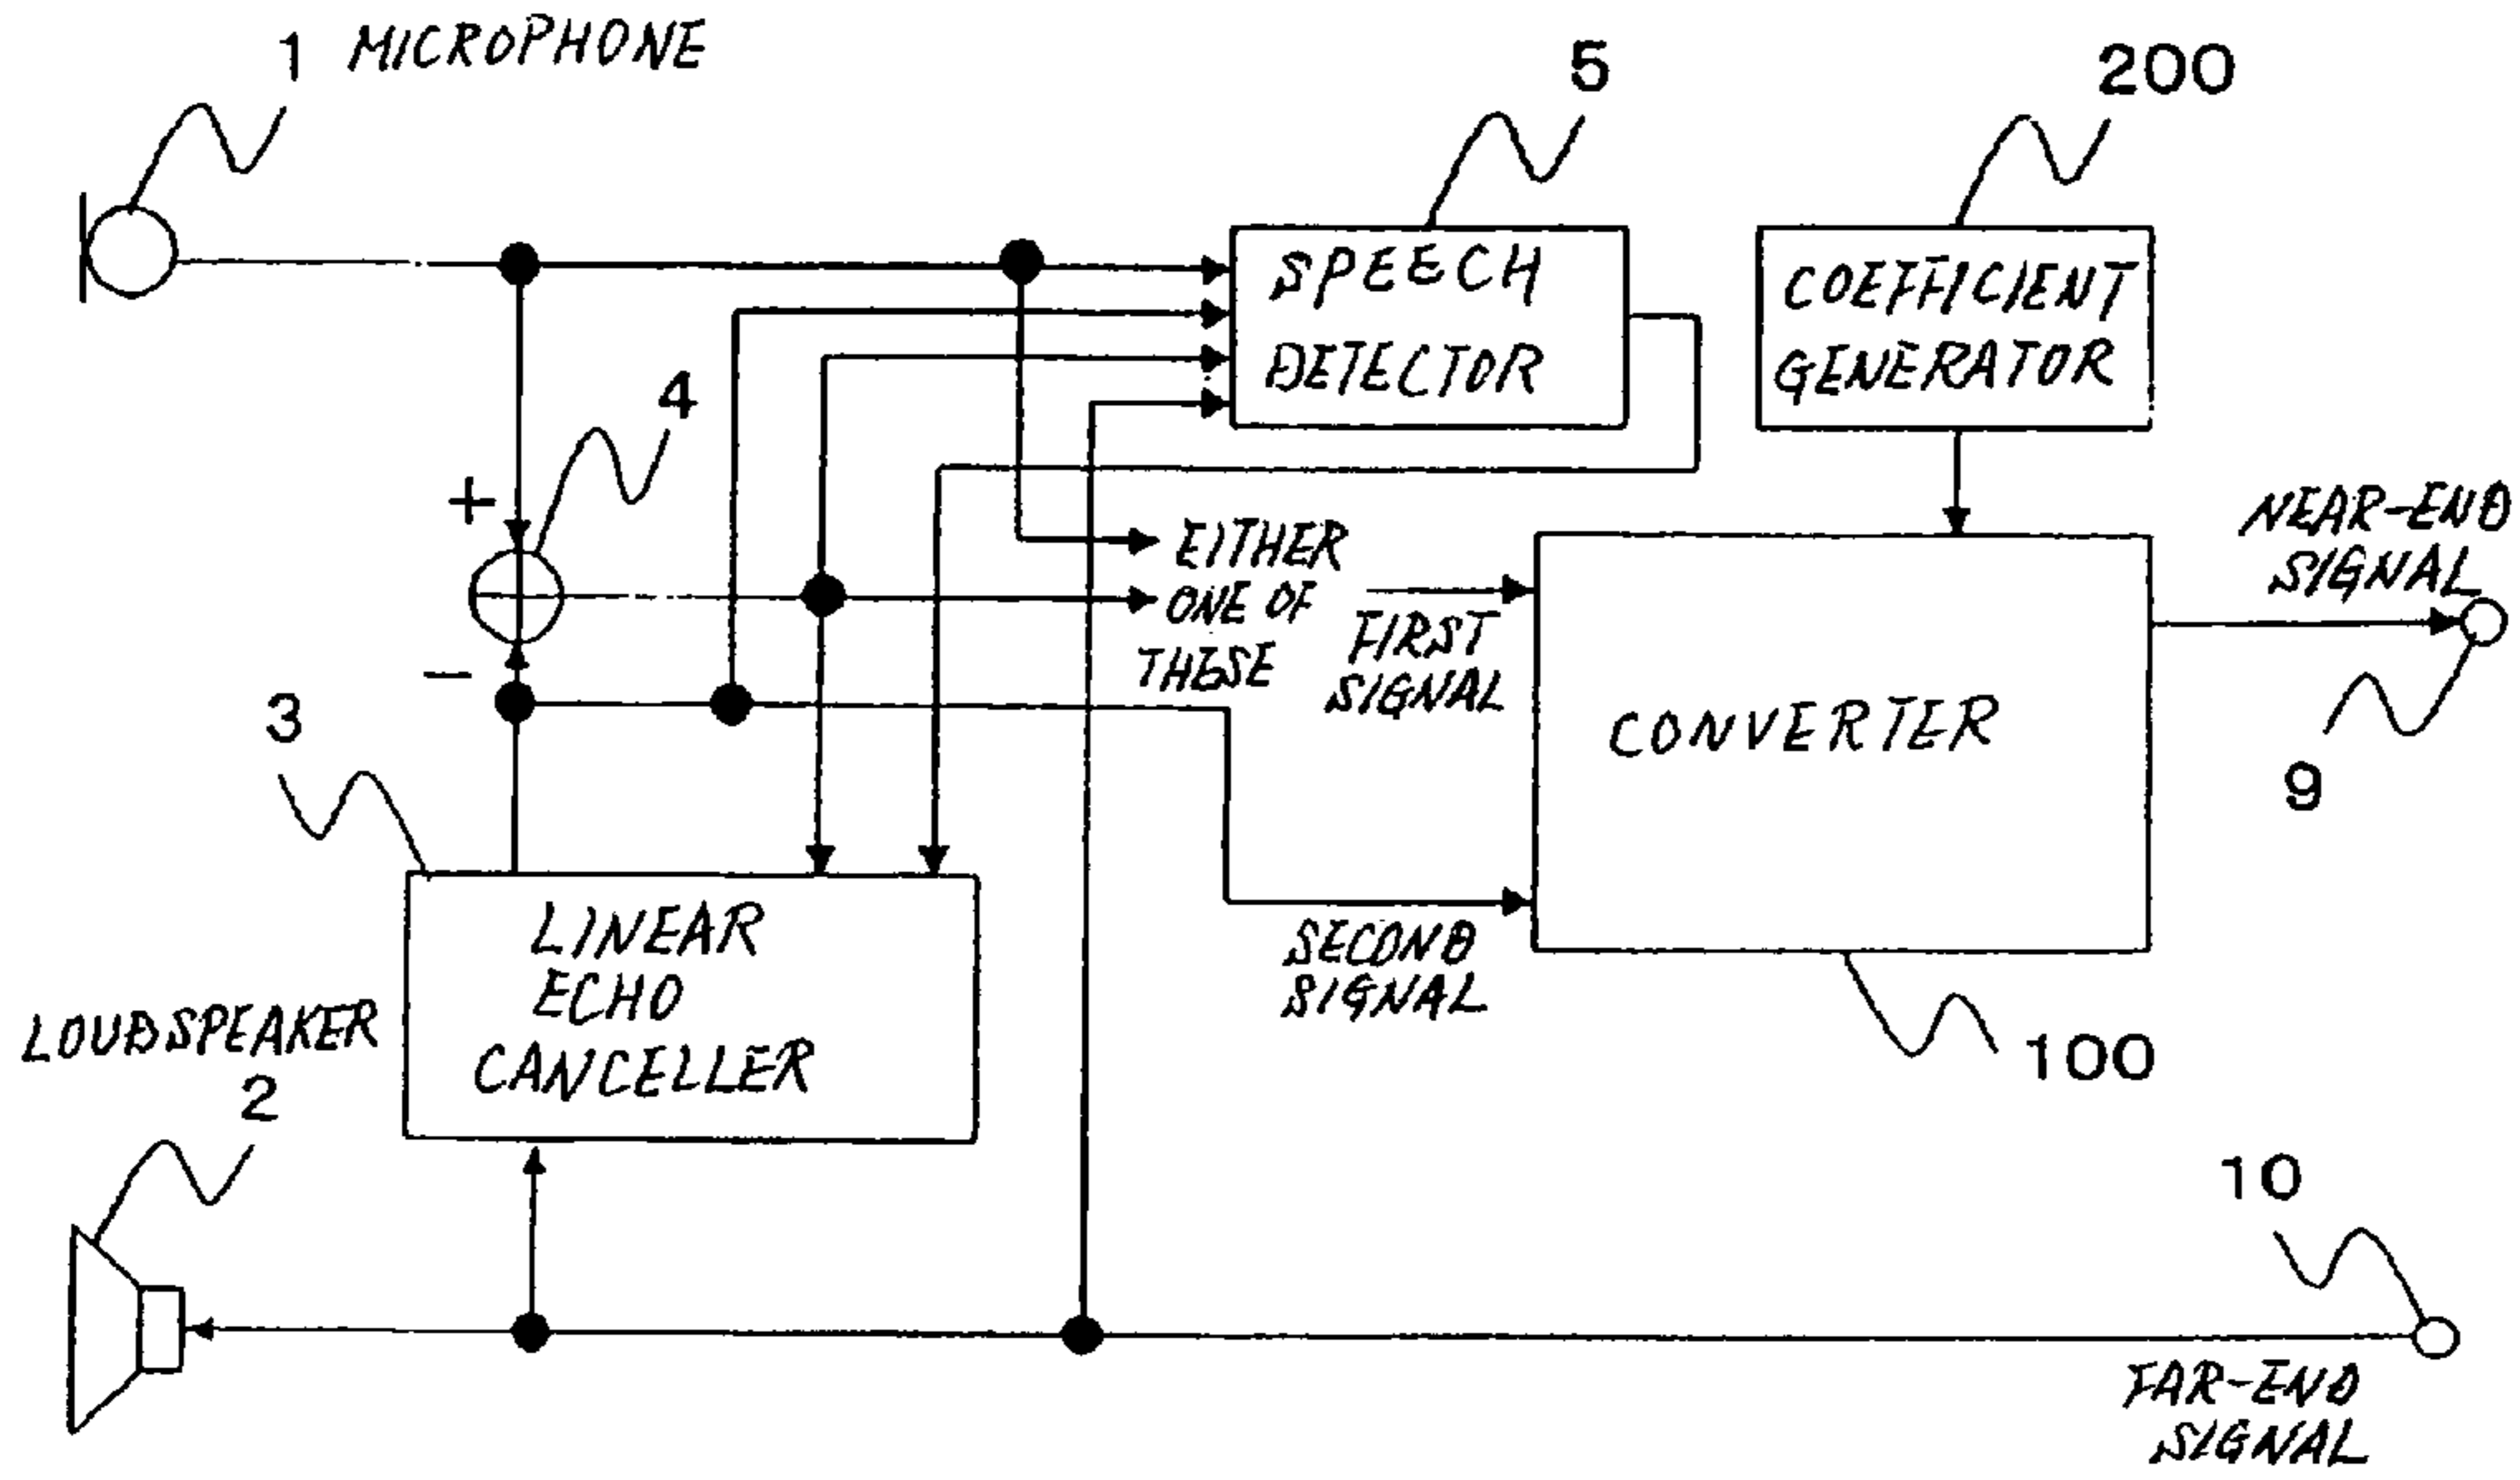 1 MICROPHONE
5
200
SPEECH
DETECTOR
COEFFICIENT
GENERATOR
4
+
−
3
EITHER
ONE OF
THESE
FIRST
SIGNAL
NEAR-END
SIGNAL
CONVERTER
9
LINEAR
ECHO
CANCELLER
SECOND
SIGNAL
100
LOUDSPEAKER
2
10
FAR-END
SIGNAL